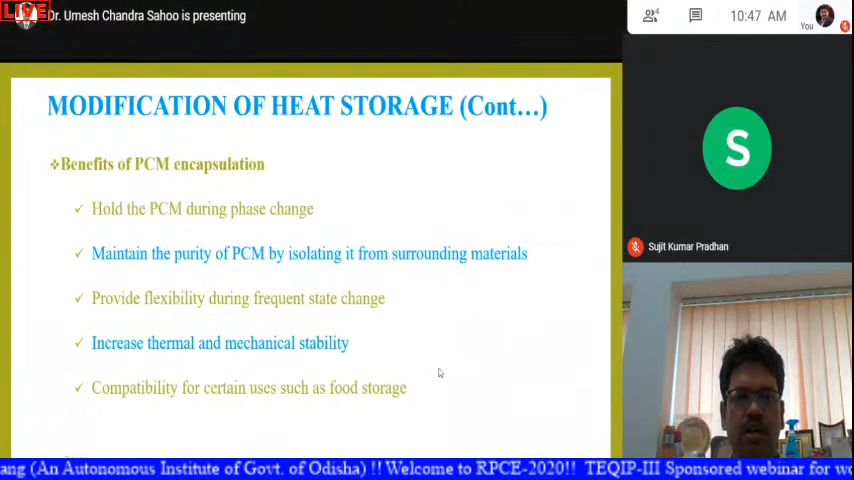 LIVE
Dr. Umesh Chandra Sahoo is presenting
4
10:47 AM
You
MODIFICATION OF HEAT STORAGE (Cont…)
❖Benefits of PCM encapsulation
✓ Hold the PCM during phase change
✓ Maintain the purity of PCM by isolating it from surrounding materials
✓ Provide flexibility during frequent state change
✓ Increase thermal and mechanical stability
✓ Compatibility for certain uses such as food storage
S
Sujit Kumar Pradhan
ang (An Autonomous Institute of Govt. of Odisha) !! Welcome to RPCE-2020!! TEQIP-III Sponsored webinar for wo